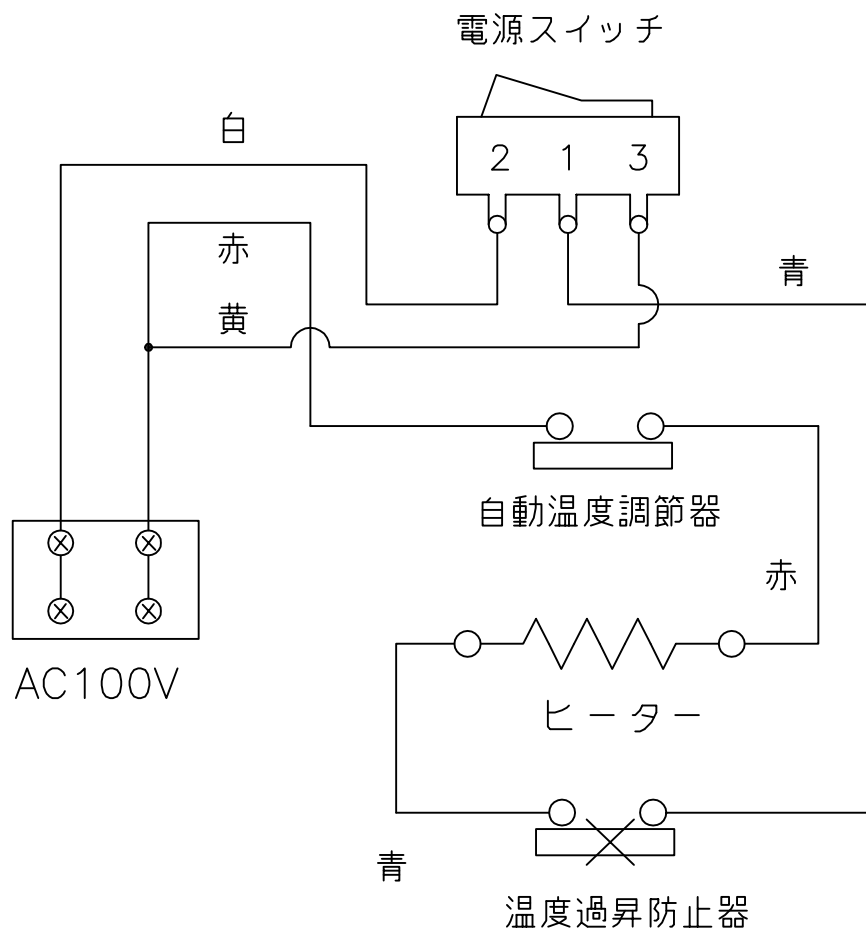 電源スイッチ
白
2 1 3
赤
青
黄
自動温度調節器
赤
AC100V
ヒーター
青
温度過昇防止器